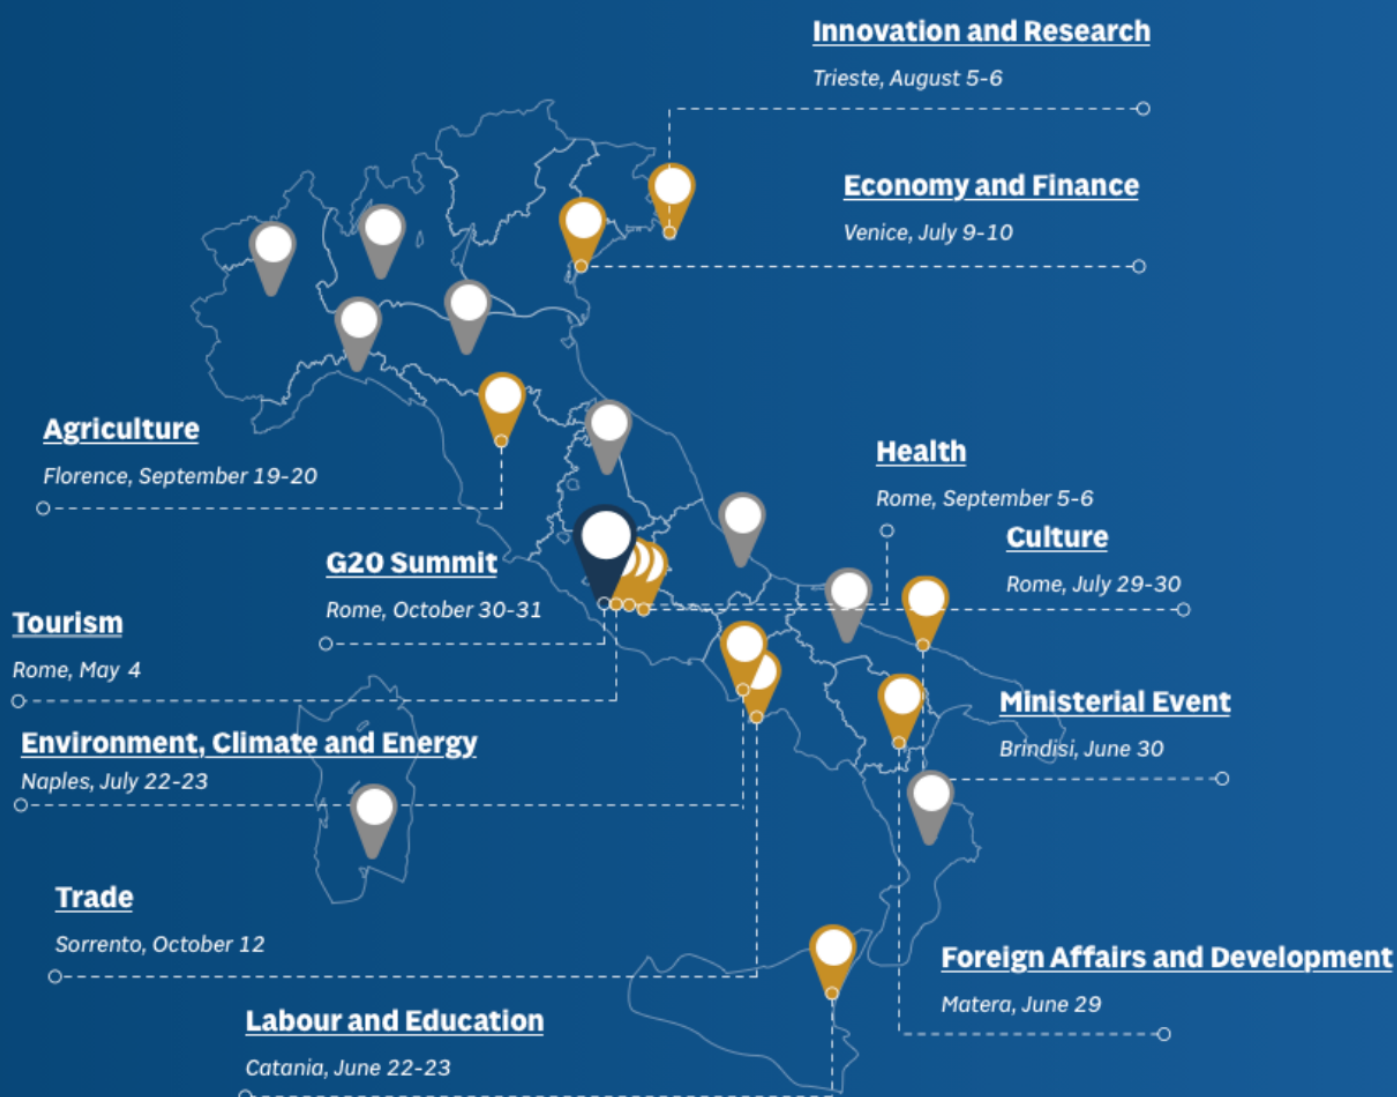 Innovation and Research
Trieste, August 5-6
Economy and Finance
Venice, July 9-10
Agriculture
Florence, September 19-20
Health
Rome, September 5-6
Culture
Rome, July 29-30
G20 Summit
Rome, October 30-31
Tourism
Rome, May 4
Ministerial Event
Brindisi, June 30
Environment, Climate and Energy
Naples, July 22-23
Trade
Sorrento, October 12
Foreign Affairs and Development
Matera, June 29
Labour and Education
Catania, June 22-23